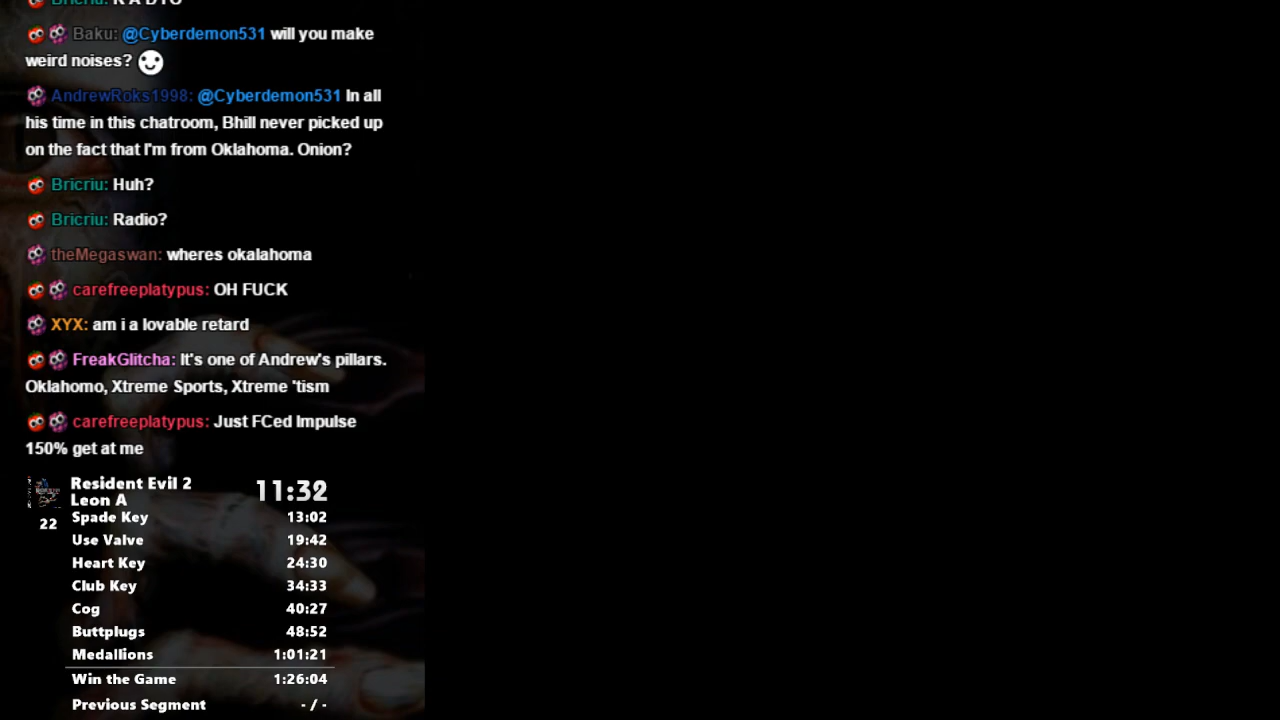 Bricriu: R A D I O
Baku: @Cyberdemon531 will you make
weird noises?
AndrewRoks1998: @Cyberdemon531 In all
his time in this chatroom, Bhill never picked up
on the fact that I'm from Oklahoma. Onion?
Bricriu: Huh?
Bricriu: Radio?
theMegaswan: wheres okalahoma
carefreeplatypus: OH FUCK
XYX: am i a lovable retard
FreakGlitcha: It's one of Andrew's pillars.
Oklahomo, Xtreme Sports, Xtreme 'tism
carefreeplatypus: Just FCed Impulse
150% get at me
Resident Evil 2
Leon A
11:32
22
Spade Key 13:02
Use Valve 19:42
Heart Key 24:30
Club Key 34:33
Cog 40:27
Buttplugs 48:52
Medallions 1:01:21
Win the Game 1:26:04
Previous Segment - / -